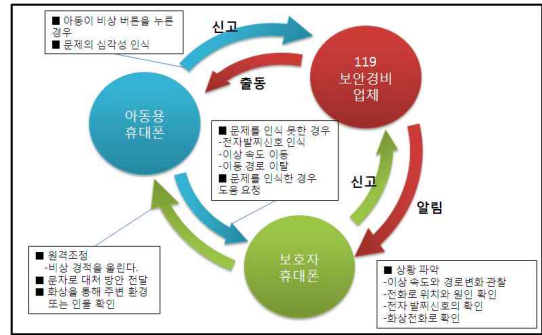 ■ 아동이 비상 버튼을 누른
경우
■ 문제의 심각성 인식
신고
출동
119
보안경비
업체
아동용
휴대폰
■ 문제를 인식 못한 경우
-전자발찌신호 인식
-이상 속도 이동
-이동 경로 이탈
■ 문제를 인식한 경우
도움 요청
신고
알림
보호자
휴대폰
■ 원격조정
-비상 경적을 울린다.
■ 문자로 대처 방안 전달
■ 화상을 통해 주변 환경
또는 인물 확인
■ 상황 파악
-이상 속도와 경로변화 관찰
-전화로 위치와 원인 확인
-전자 발찌신호의 확인
-화상전화로 확인